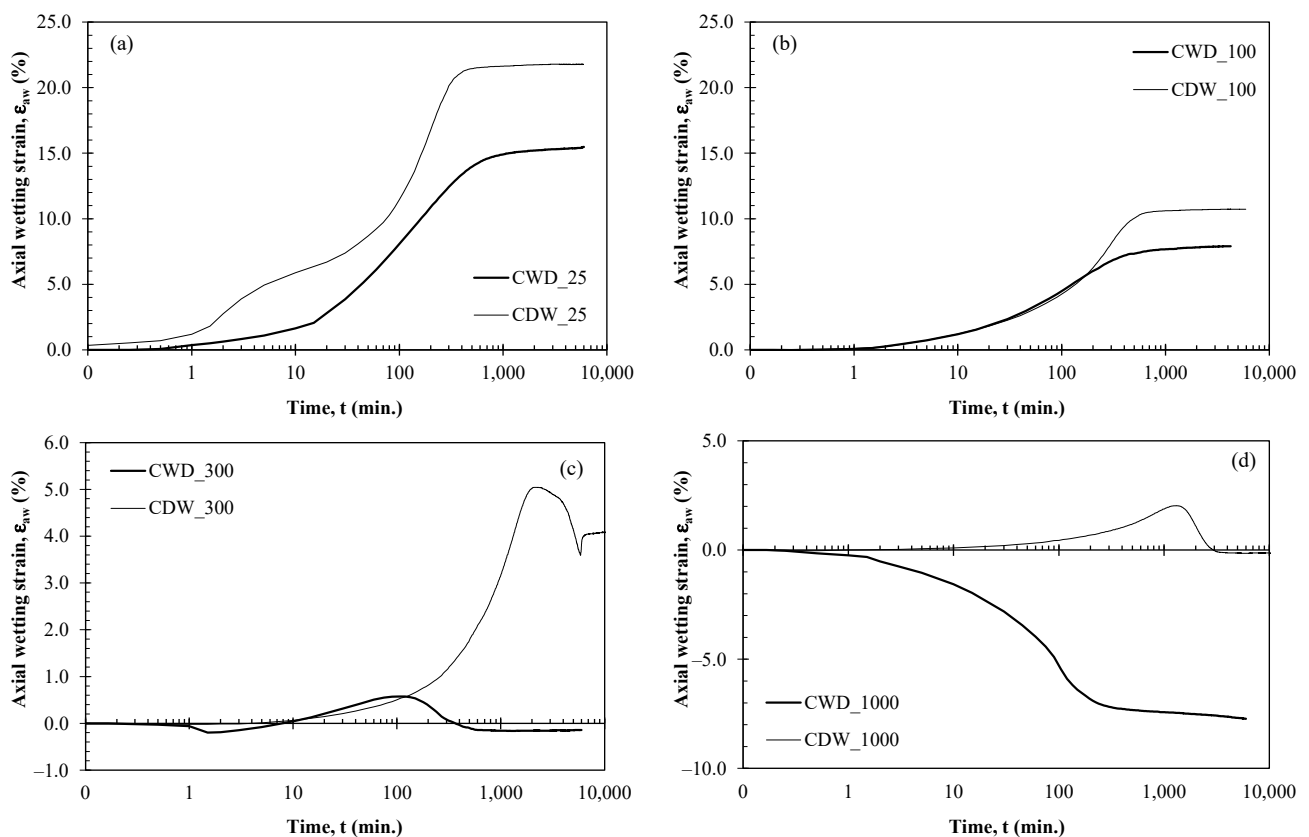 (a)
25.0
20.0
15.0
10.0
5.0
0.0
Axial wetting strain, εaw (%)
CWD_25
CDW_25
0 1 10 100 1,000 10,000
Time, t (min.)
(b)
25.0
20.0
15.0
10.0
5.0
0.0
Axial wetting strain, εaw (%)
CWD_100
CDW_100
0 1 10 100 1,000 10,000
Time, t (min.)
(c)
6.0
5.0
4.0
3.0
2.0
1.0
0.0
–1.0
Axial wetting strain, εaw (%)
CWD_300
CDW_300
0 1 10 100 1,000 10,000
Time, t (min.)
(d)
5.0
0.0
–5.0
–10.0
Axial wetting strain, εaw (%)
CWD_1000
CDW_1000
0 1 10 100 1,000 10,000
Time, t (min.)